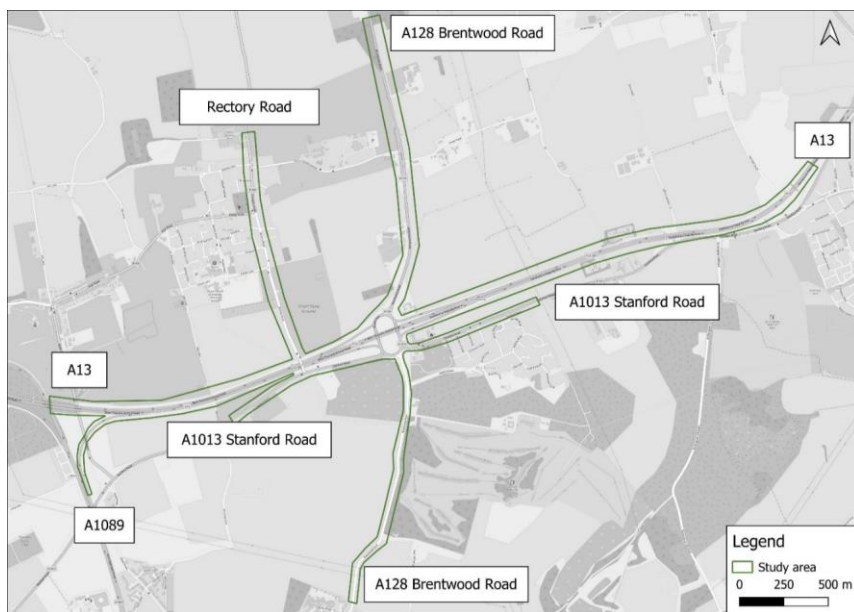 A128 Brentwood Road
Rectory Road
A13
A1013 Stanford Road
A13
A1013 Stanford Road
A1089
A128 Brentwood Road
Legend
Study area
0 250 500 m